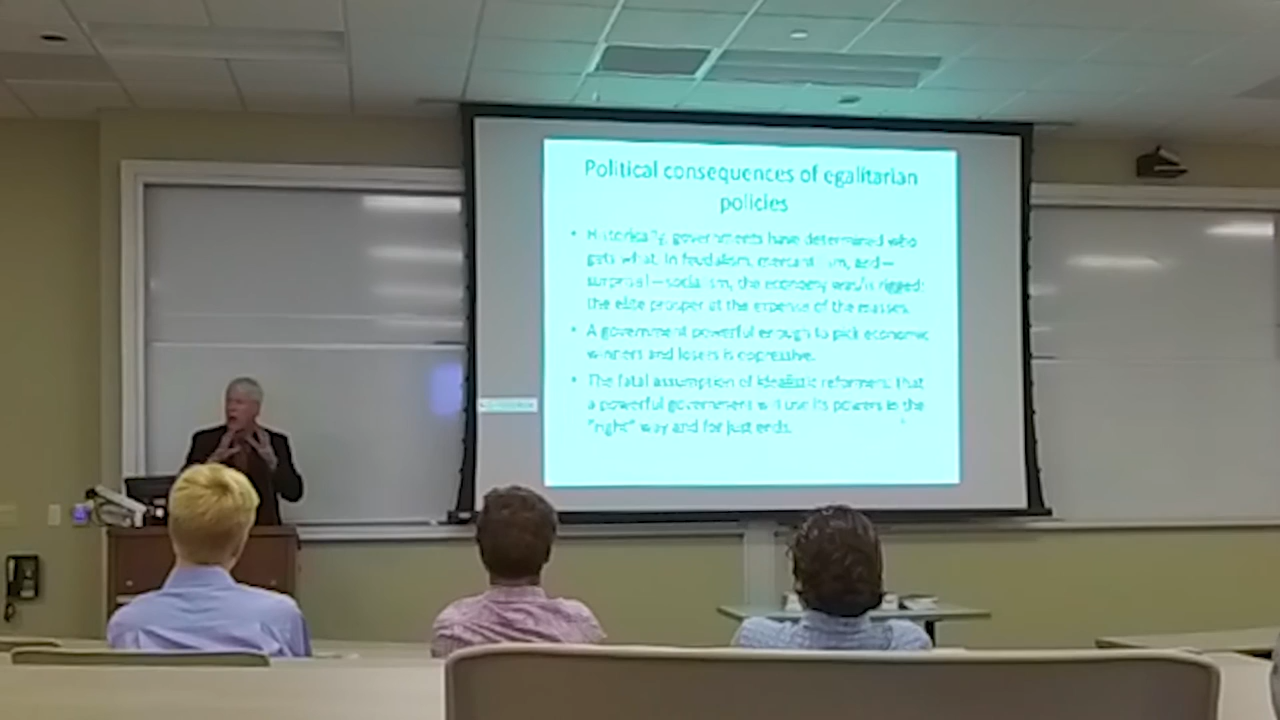 Political consequences of egalitarian
policies
• Historically, governments have determined who
gets what. In feudalism, mercantilism, and—
surprise!—socialism, the economy was/is rigged:
the elite prosper at the expense of the masses.
• A government powerful enough to pick economic
winners and losers is oppressive.
• The fatal assumption of idealistic reformers: That
a powerful government will use its powers in the
"right" way and for just ends.